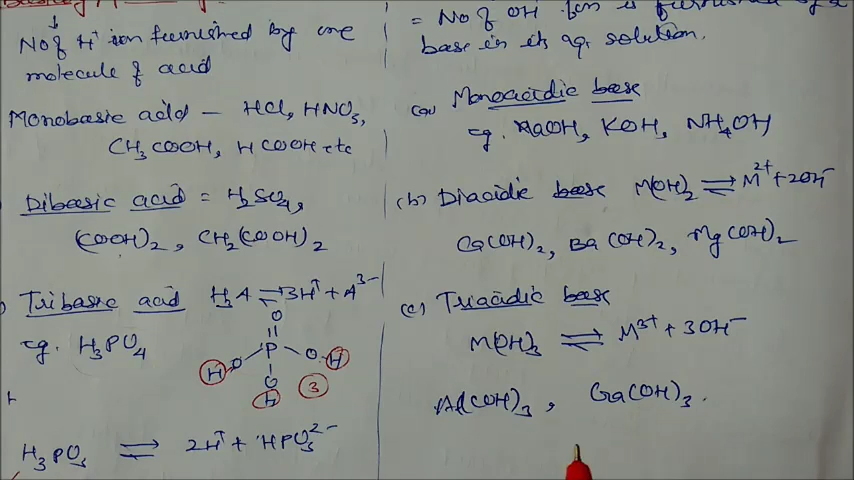 No of H⁺ ion furnished by one
molecule of acid
Monobasic acid – HCl, HNO₃,
CH₃COOH, HCOOH etc
Dibasic acid = H₂SO₄,
(COOH)₂, CH₂(COOH)₂
Tribasic acid H₃A ⇌ 3H⁺ + A³⁻
eg. H₃PO₄
O
H O P O H
O
H 3
H₃PO₃ ⇌ 2H⁺ + HPO₃²⁻
= No of OH⁻ ion is furnished by a
base in its aq. solution.
(a) Monoacidic base
eg. NaOH, KOH, NH₄OH
(b) Diacidic base M(OH)₂ ⇌ M²⁺ + 2OH⁻
Ca(OH)₂, Ba(OH)₂, Mg(OH)₂
(c) Triacidic base
M(OH)₃ ⇌ M³⁺ + 3OH⁻
Al(OH)₃, Ga(OH)₃.